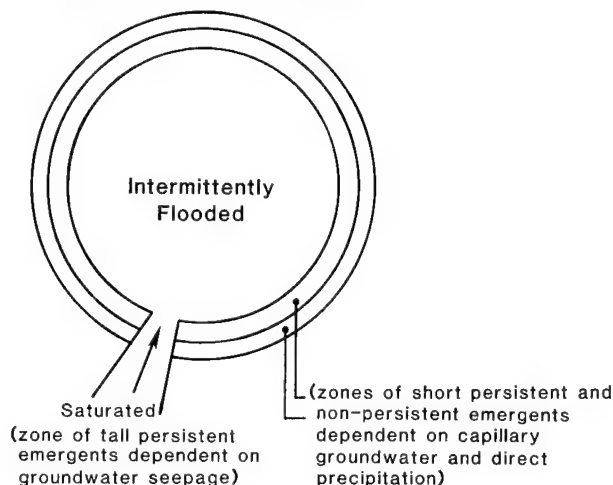 Intermittently
Flooded
Saturated
(zone of tall persistent
emergents dependent on
groundwater seepage)
(zones of short persistent and
non-persistent emergents
dependent on capillary
groundwater and direct
precipitation)